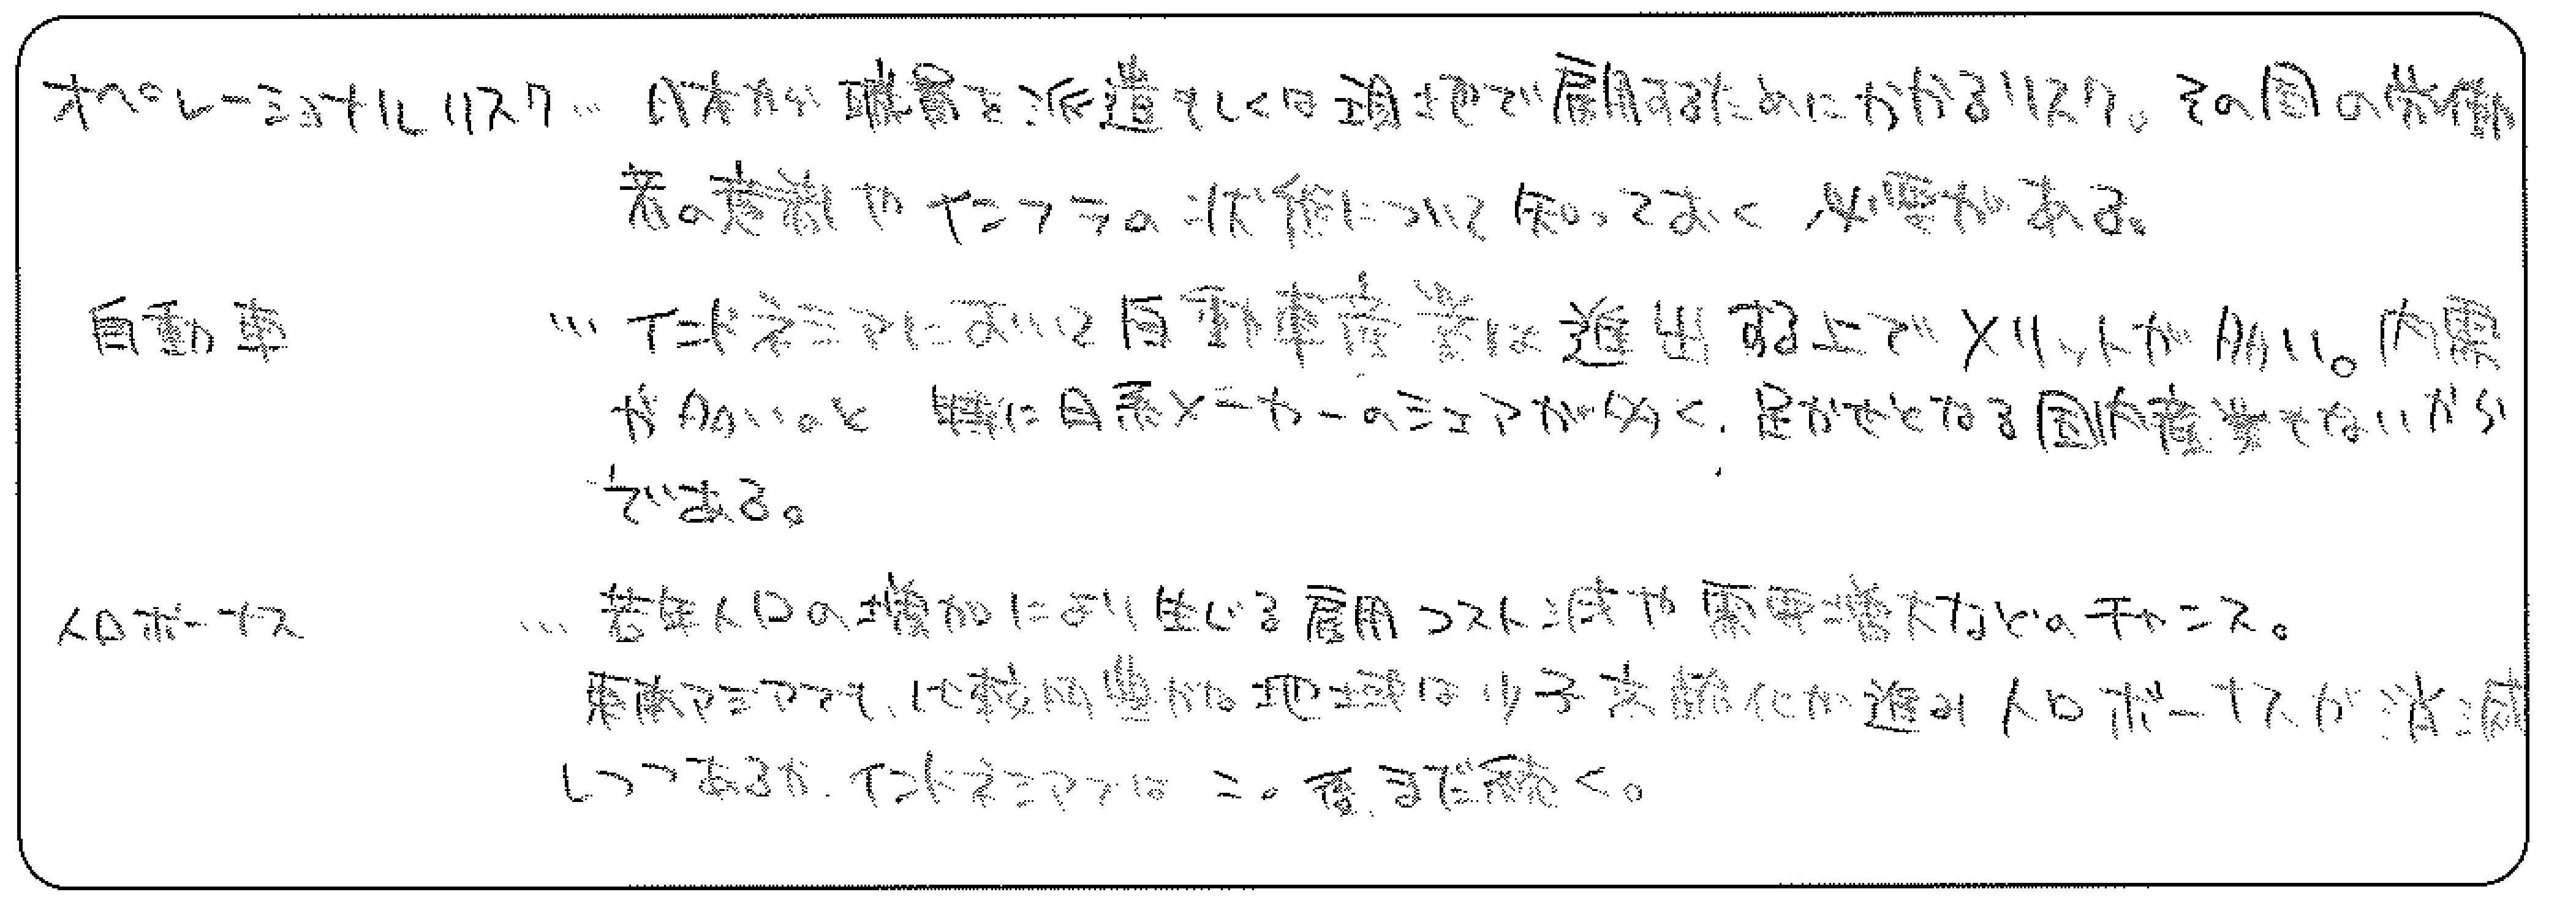 オペレーショナルリスク… 日本から職員を派遣もしくは現地で雇用するためにかかるリスク。その国の労働
者の意識やインフラの状態について知っておく必要がある。
自動車 … インドネシアにおいて自動車産業は進出する上でメリットが多い。内需
が多いのと特に日系メーカーのシェアが多く、足かせとなる国内産業もないから
である。
人口ボーナス … 若年人口の増加により生じる雇用コスト減や需要増大などのチャンス。
東南アジアでも、比較的豊かな地域は少子高齢化が進み人口ボーナスが消滅
しつつあるが、インドネシアではこの後まだ続く。